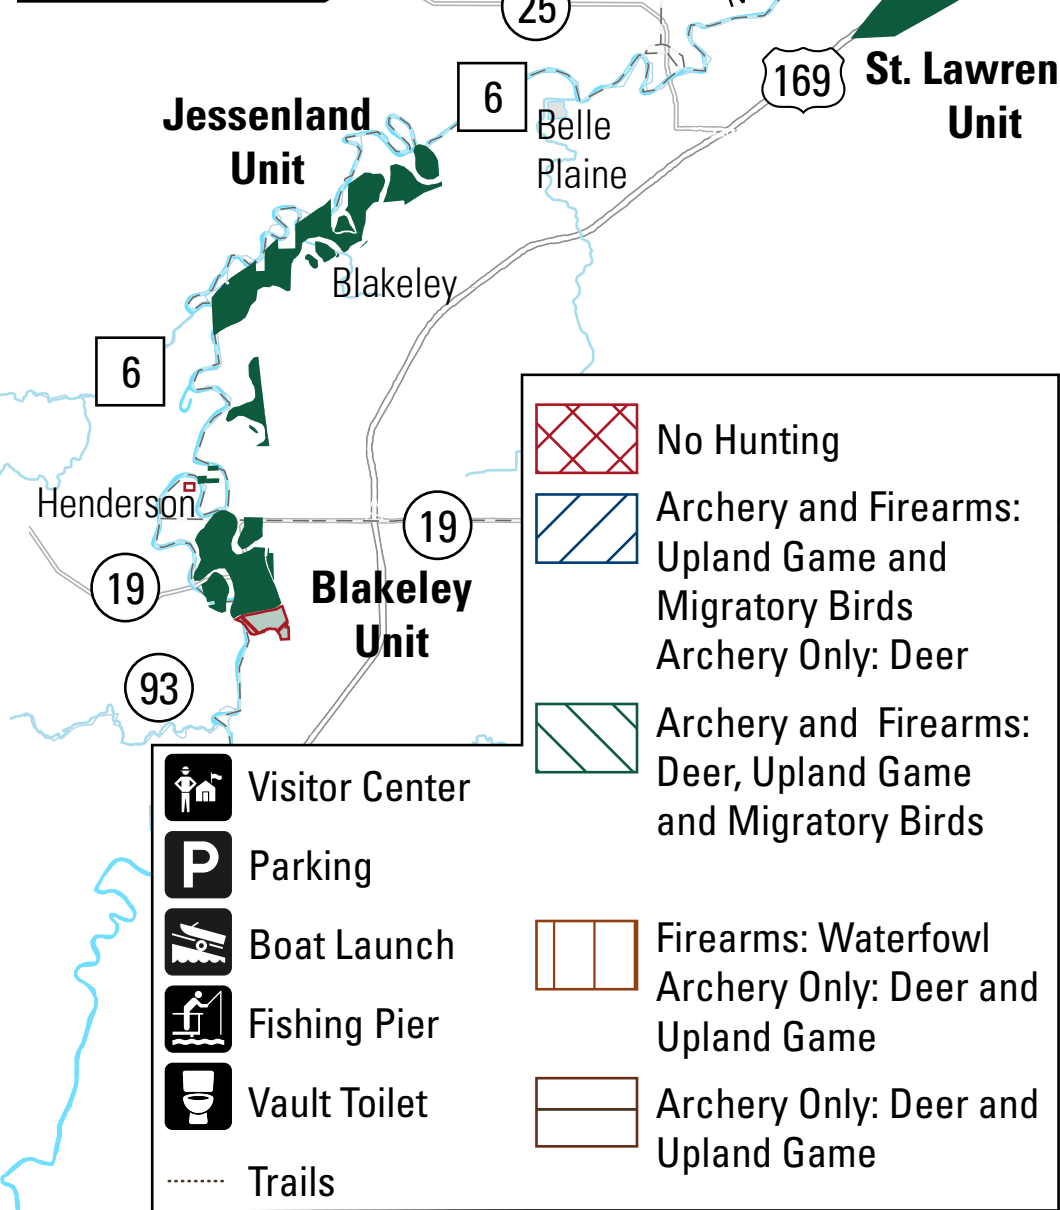 25
169
St. Lawren
Unit
6
Jessenland
Unit
Belle
Plaine
Blakeley
6
Henderson
19
19
Blakeley
Unit
93
No Hunting
Archery and Firearms:
Upland Game and
Migratory Birds
Archery Only: Deer
Archery and Firearms:
Deer, Upland Game
and Migratory Birds
Firearms: Waterfowl
Archery Only: Deer and
Upland Game
Archery Only: Deer and
Upland Game
Visitor Center
P
Parking
Boat Launch
Fishing Pier
Vault Toilet
Trails